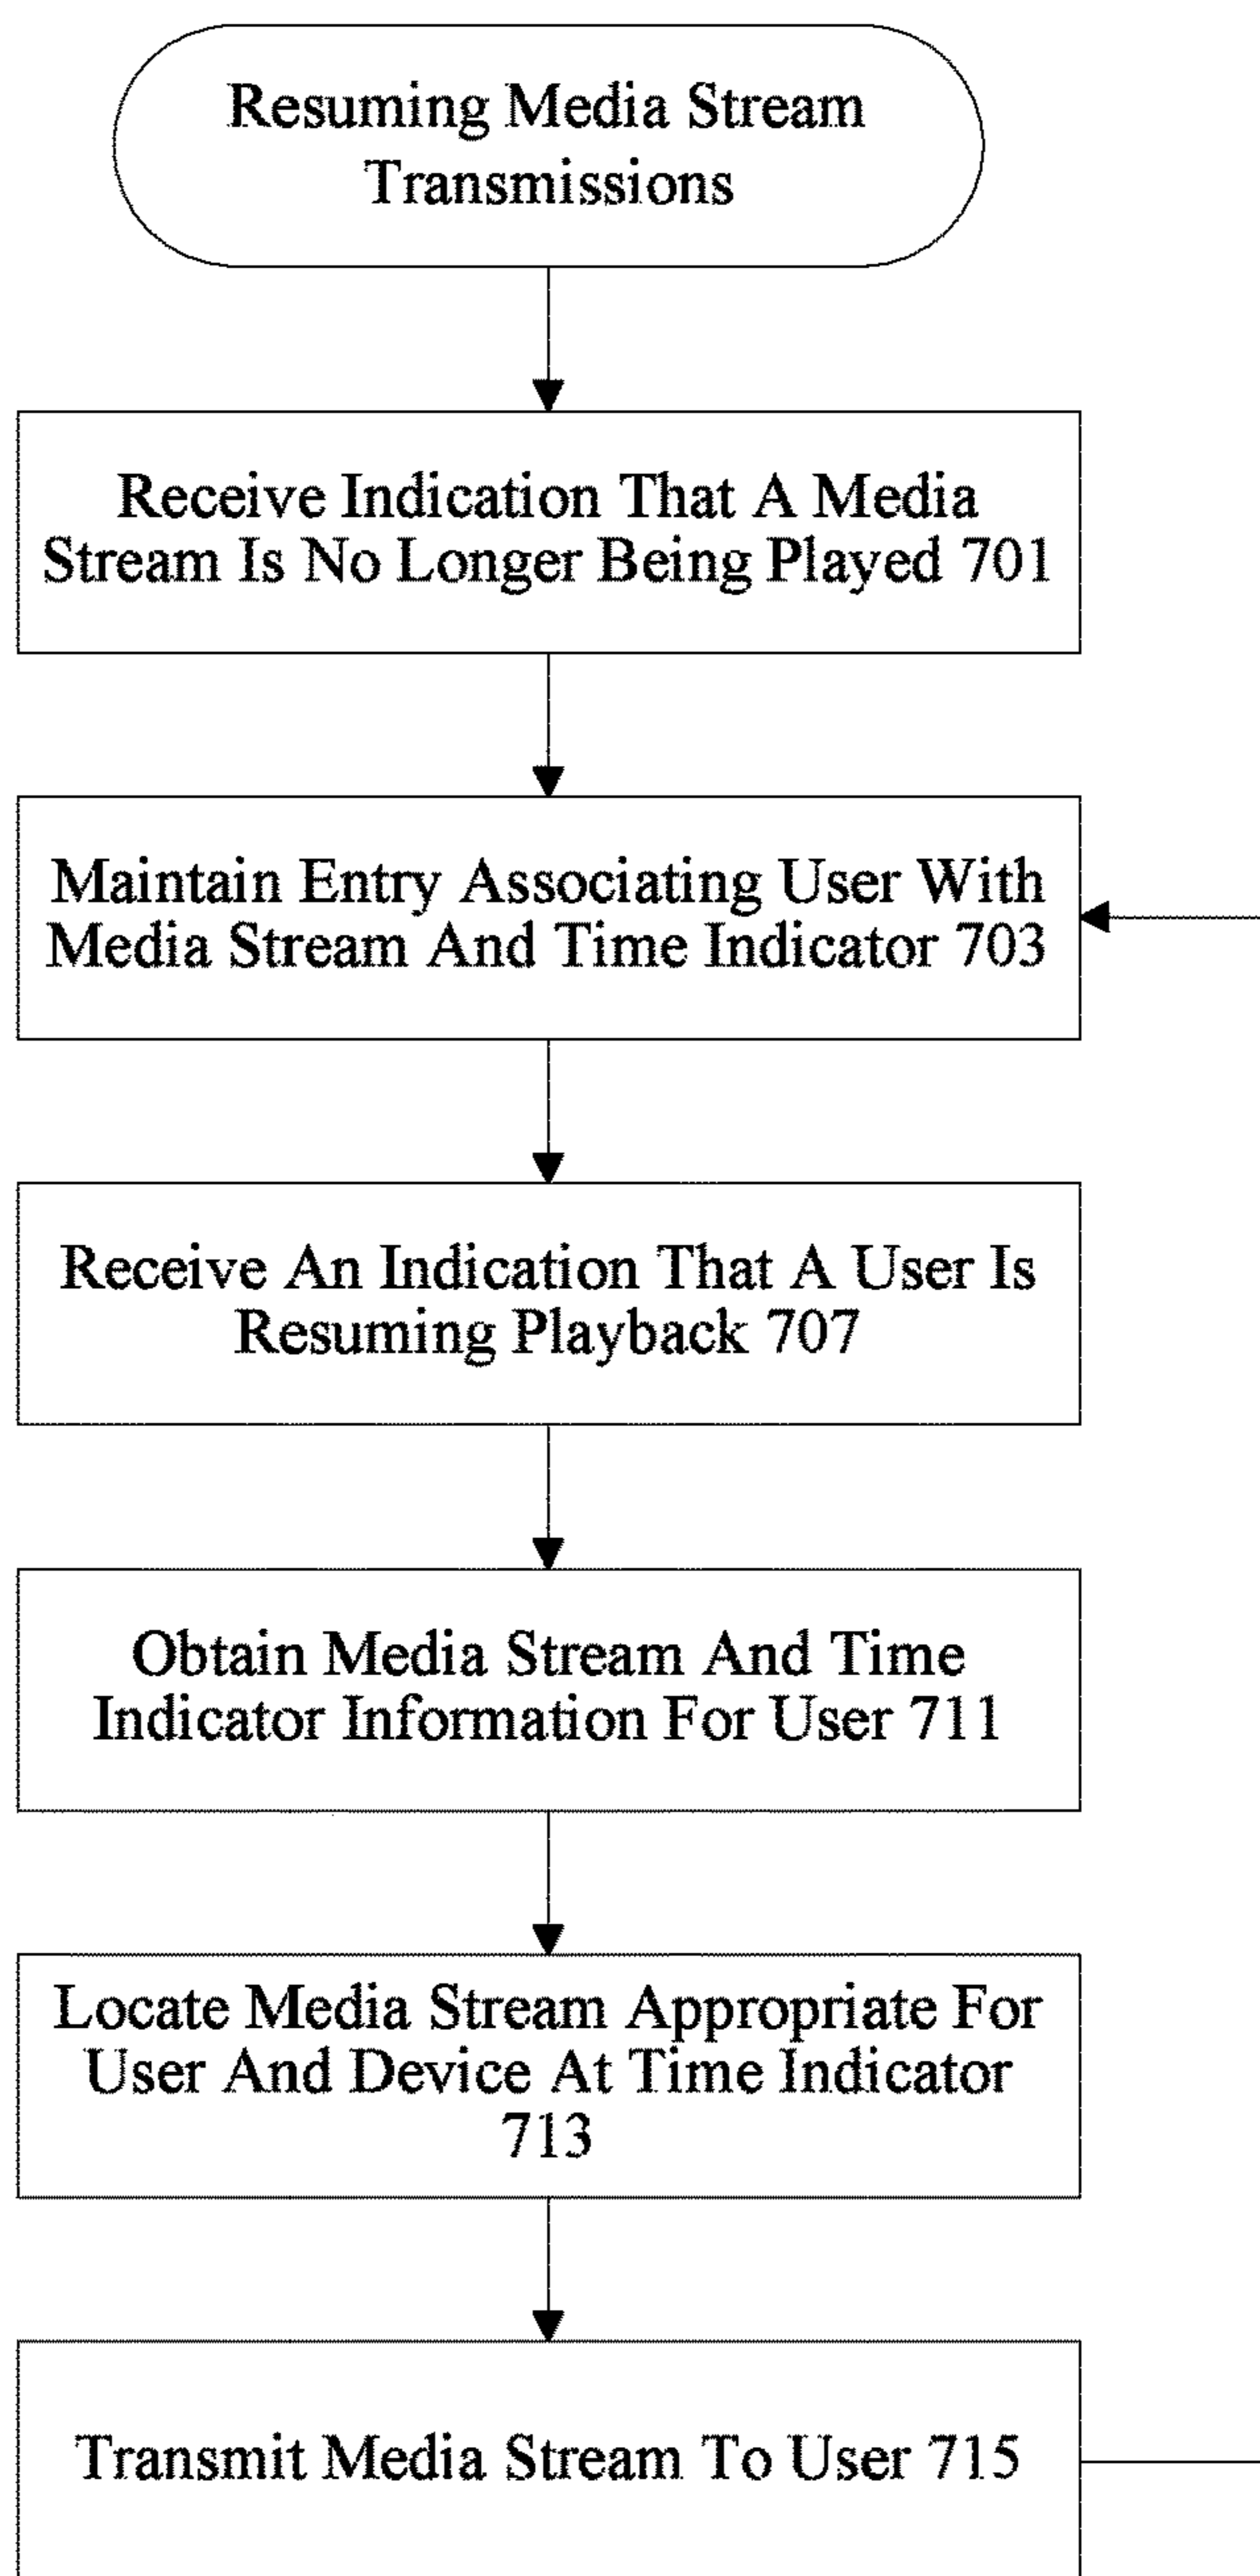 Resuming Media Stream
Transmissions
Receive Indication That A Media
Stream Is No Longer Being Played 701
Maintain Entry Associating User With
Media Stream And Time Indicator 703
Receive An Indication That A User Is
Resuming Playback 707
Obtain Media Stream And Time
Indicator Information For User 711
Locate Media Stream Appropriate For
User And Device At Time Indicator
713
Transmit Media Stream To User 715